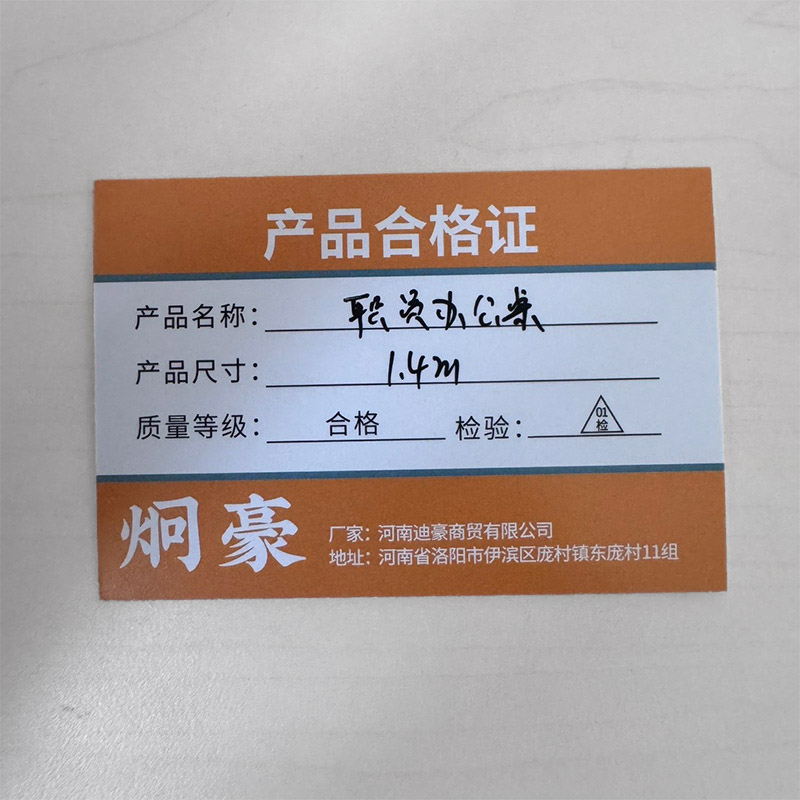 产品合格证
产品名称：职员办公桌
产品尺寸：1.4m
质量等级：合格 检验：01检
炯豪
厂家：河南迪豪商贸有限公司
地址：河南省洛阳市伊滨区庞村镇东庞村11组